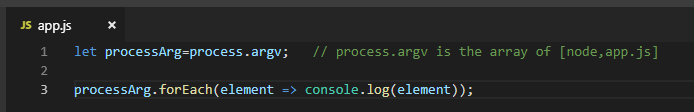 JS app.js ×
1 let processArg=process.argv; // process.argv is the array of [node,app.js]
2
3 processArg.forEach(element => console.log(element));